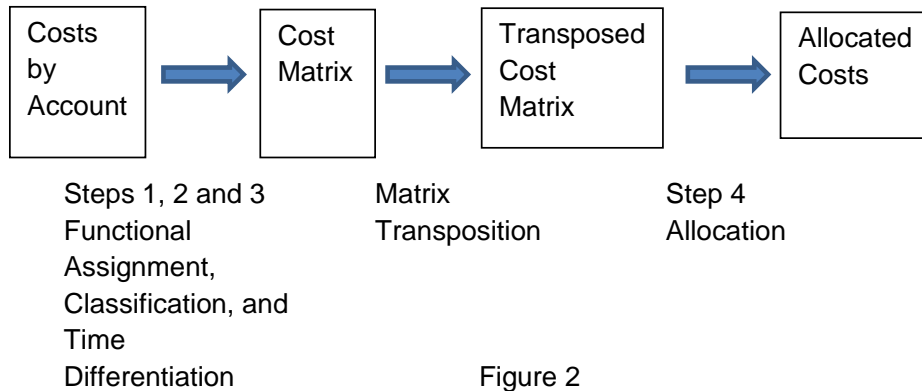 Costs
by
Account
Cost
Matrix
Transposed
Cost
Matrix
Allocated
Costs
Steps 1, 2 and 3
Functional
Assignment,
Classification, and
Time
Differentiation
Matrix
Transposition
Step 4
Allocation
Figure 2